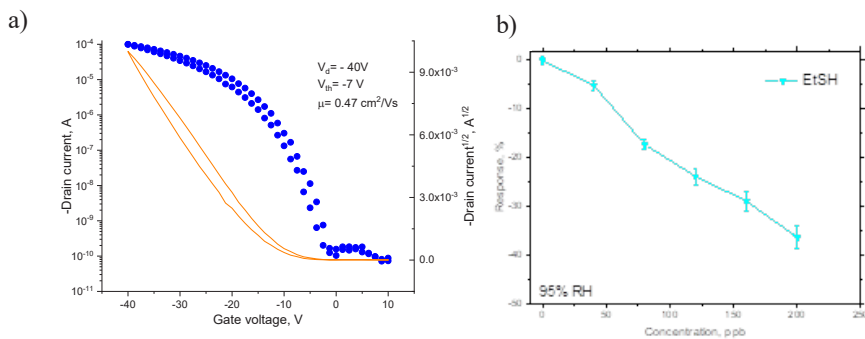 a)
10⁻⁴
10⁻⁵
10⁻⁶
10⁻⁷
10⁻⁸
10⁻⁹
10⁻¹⁰
10⁻¹¹
-Drain current, A
-40 -30 -20 -10 0 10
Gate voltage, V
V_d= - 40V
V_th= -7 V
μ= 0.47 cm²/Vs
9.0x10⁻³
6.0x10⁻³
3.0x10⁻³
0.0
-Drain current^1/2, A^1/2
b)
0
-10
-20
-30
-40
-50
Response, %
EtSH
95% RH
0 50 100 150 200 250
Concentration, ppb